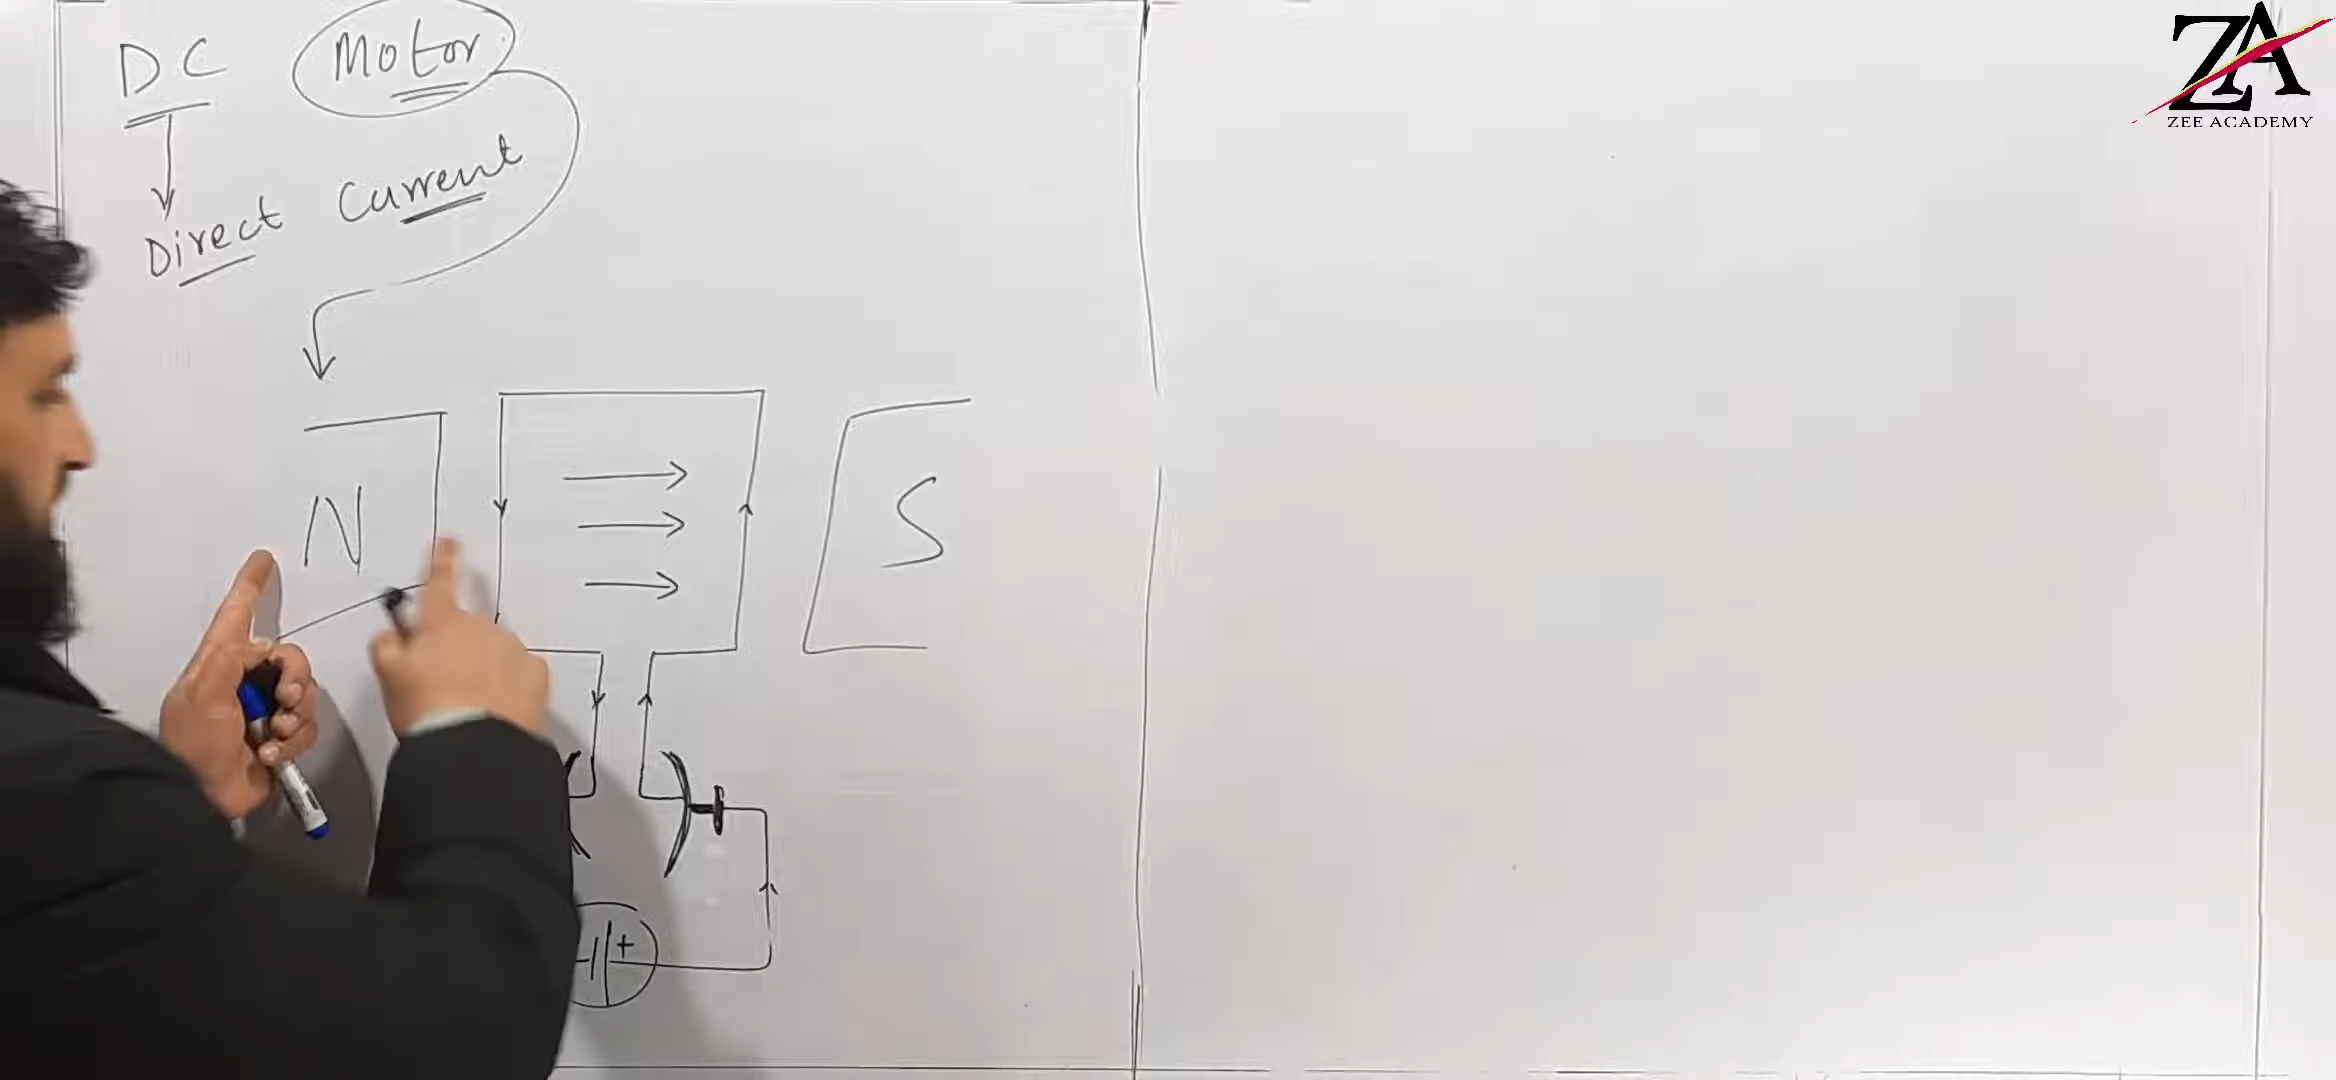 DC Motor
Direct Current
N
S
+
ZA
ZEE ACADEMY